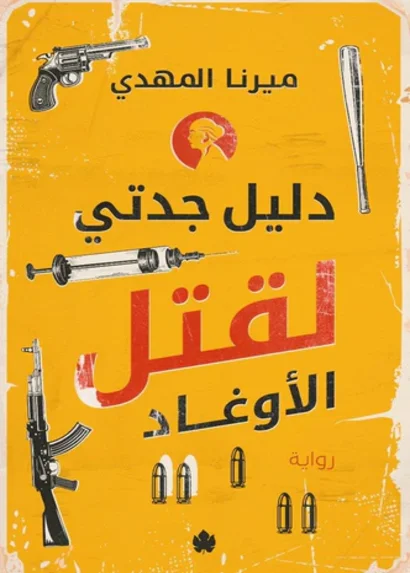 ميرنا المهدي
دليل جدتي
لقتل
الأوغاد
رواية